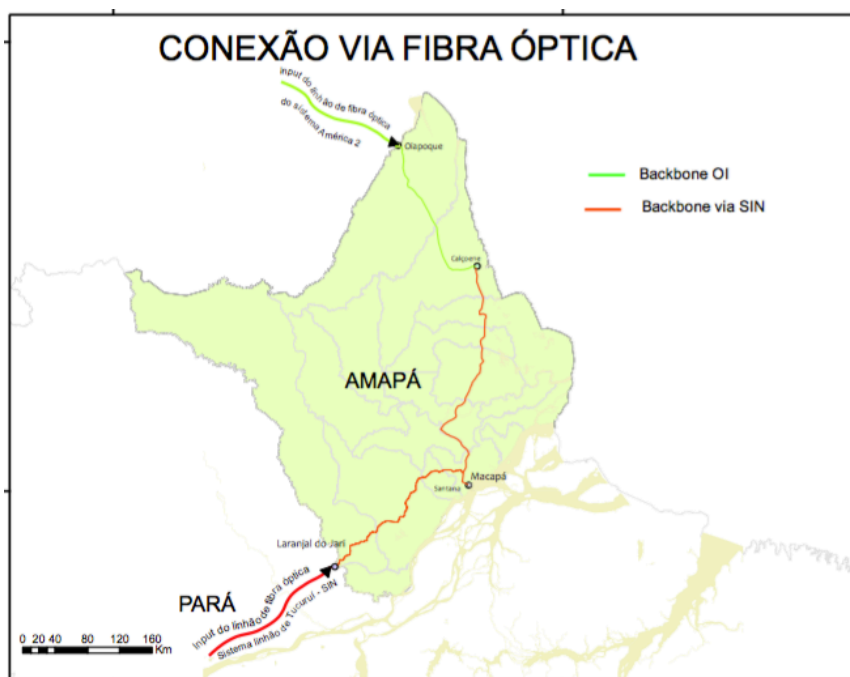 CONEXÃO VIA FIBRA ÓPTICA
Input do linhão de fibra óptica
do sistema América 2
Oiapoque
Backbone OI
Backbone via SIN
Calçoene
AMAPÁ
Macapá
Santana
Laranjal do Jari
PARÁ
Input do linhão de fibra óptica
Sistema linhão de Tucuruí - SIN
0 20 40 80 120 160
Km